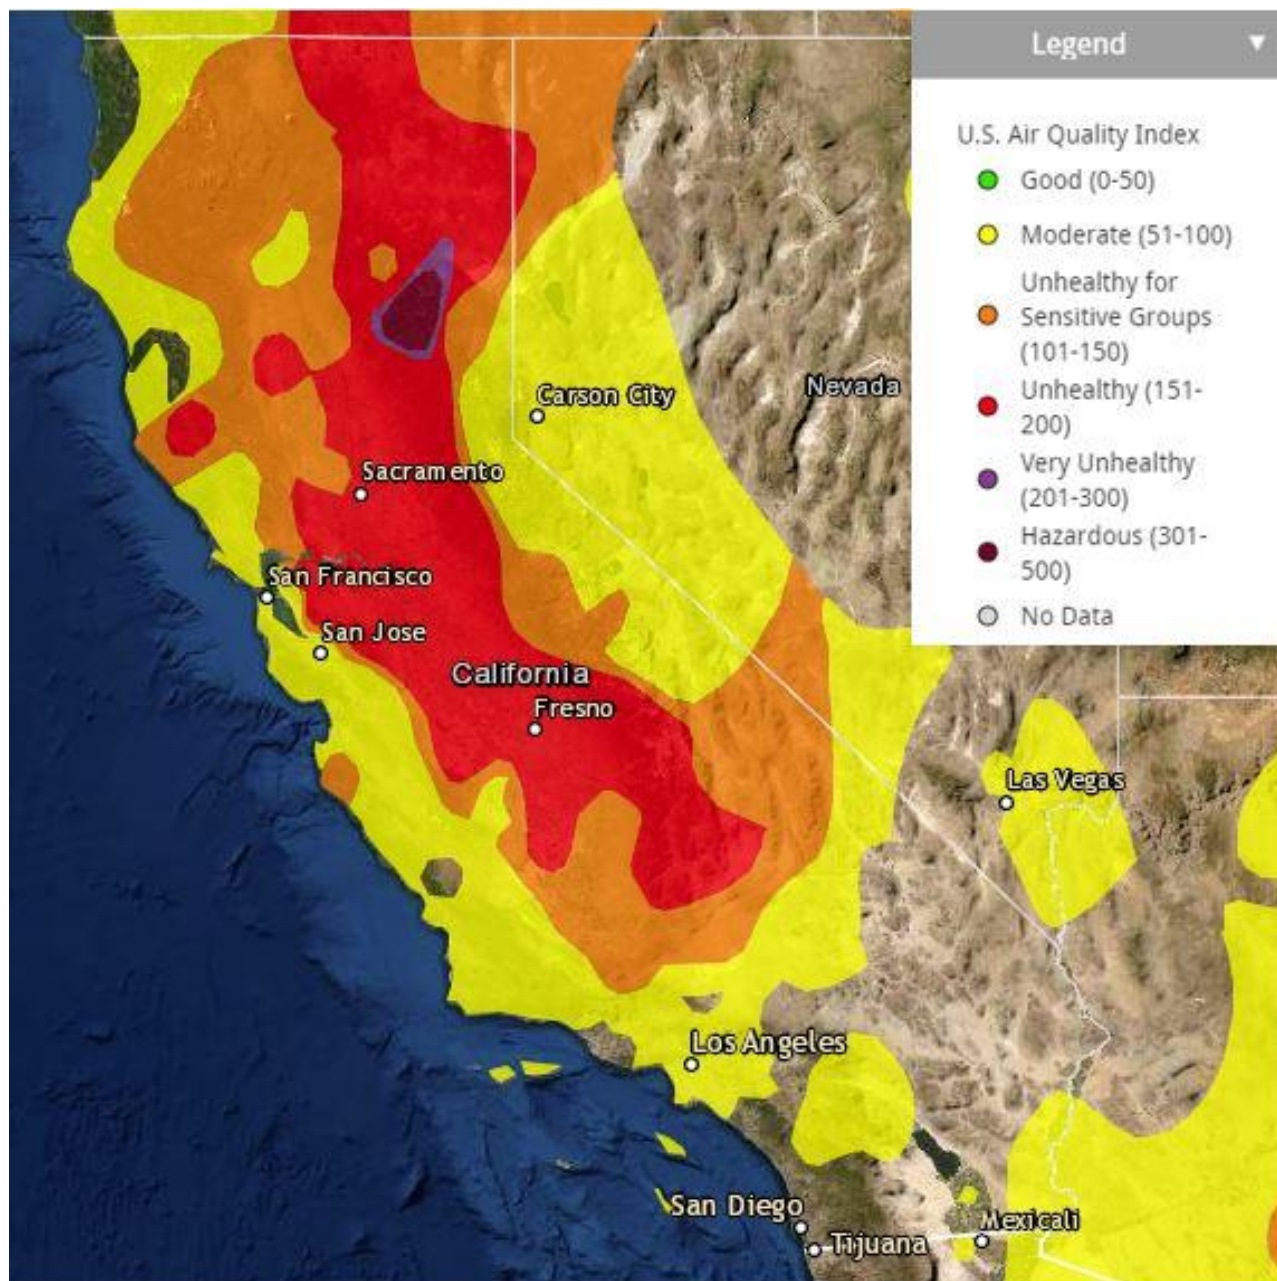 Legend
U.S. Air Quality Index
Good (0-50)
Moderate (51-100)
Unhealthy for
Sensitive Groups
(101-150)
Unhealthy (151-
200)
Very Unhealthy
(201-300)
Hazardous (301-
500)
No Data
Nevada
Carson City
Sacramento
San Francisco
San Jose
California
Fresno
Las Vegas
Los Angeles
San Diego
Mexicali
Tijuana